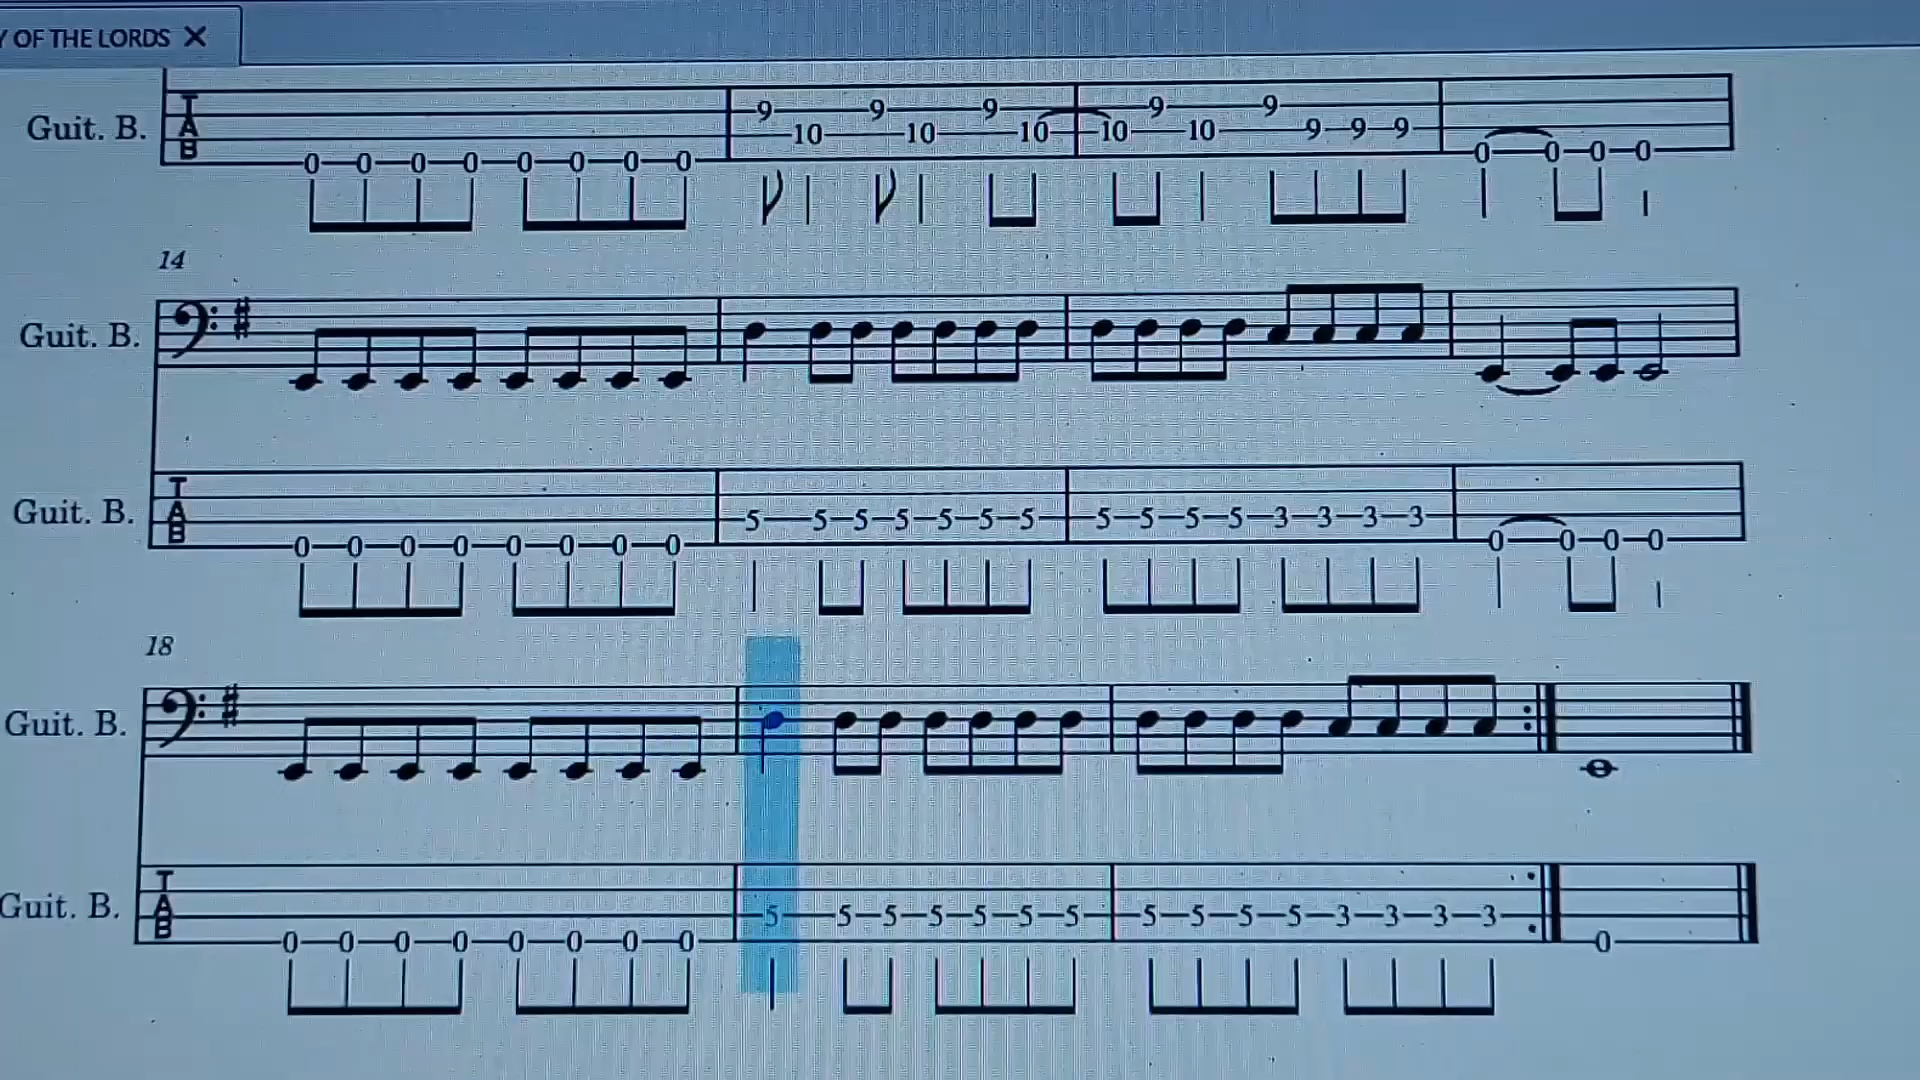 Y OF THE LORDS ✕
9 9 9 9 9
Guit. B. TAB 10 10 10 10 10 9 9 9
0 0 0 0 0 0 0 0 0 0 0 0
14
Guit. B.
Guit. B. TAB 5 5 5 5 5 5 5 5 5 5 5 3 3 3 3
0 0 0 0 0 0 0 0 0 0 0 0
18
Guit. B.
Guit. B. TAB 5 5 5 5 5 5 5 5 5 5 5 3 3 3 3
0 0 0 0 0 0 0 0 0